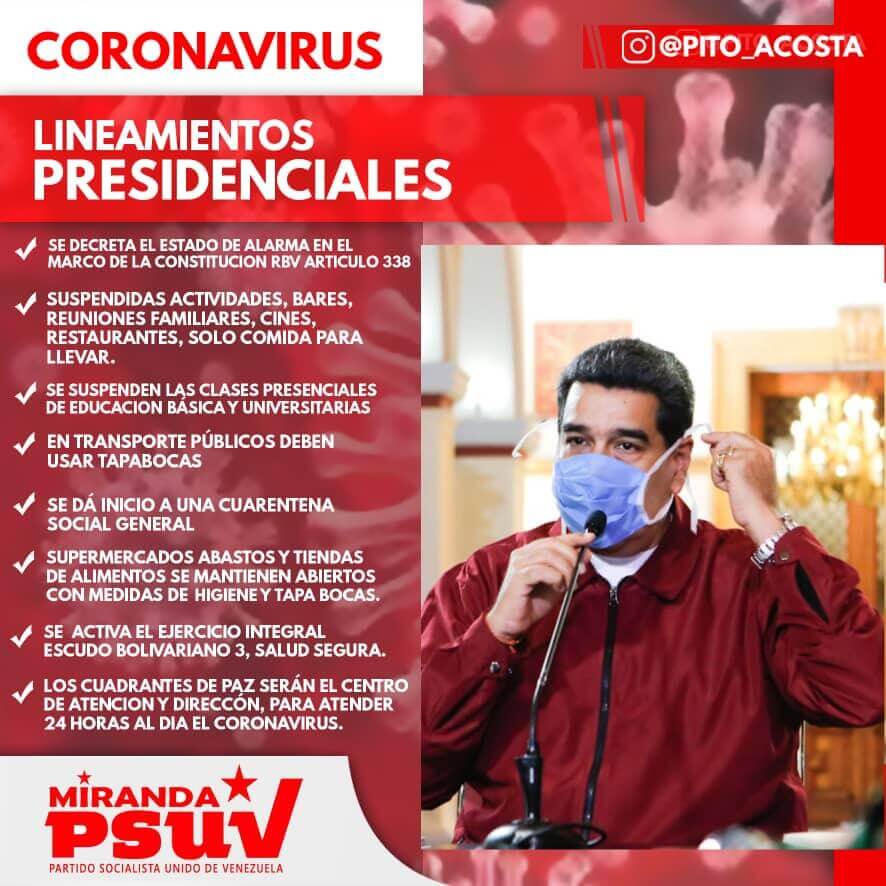 CORONAVIRUS
@PITO_ACOSTA
LINEAMIENTOS
PRESIDENCIALES
SE DECRETA EL ESTADO DE ALARMA EN EL
MARCO DE LA CONSTITUCION RBV ARTICULO 338
SUSPENDIDAS ACTIVIDADES, BARES,
REUNIONES FAMILIARES, CINES,
RESTAURANTES, SOLO COMIDA PARA
LLEVAR.
SE SUSPENDEN LAS CLASES PRESENCIALES
DE EDUCACION BÁSICA Y UNIVERSITARIAS
EN TRANSPORTE PÚBLICOS DEBEN
USAR TAPABOCAS
SE DÁ INICIO A UNA CUARENTENA
SOCIAL GENERAL
SUPERMERCADOS ABASTOS Y TIENDAS
DE ALIMENTOS SE MANTIENEN ABIERTOS
CON MEDIDAS DE HIGIENE Y TAPA BOCAS.
SE ACTIVA EL EJERCICIO INTEGRAL
ESCUDO BOLIVARIANO 3, SALUD SEGURA.
LOS CUADRANTES DE PAZ SERÁN EL CENTRO
DE ATENCION Y DIRECCÓN, PARA ATENDER
24 HORAS AL DIA EL CORONAVIRUS.
MIRANDA
PSUV
PARTIDO SOCIALISTA UNIDO DE VENEZUELA